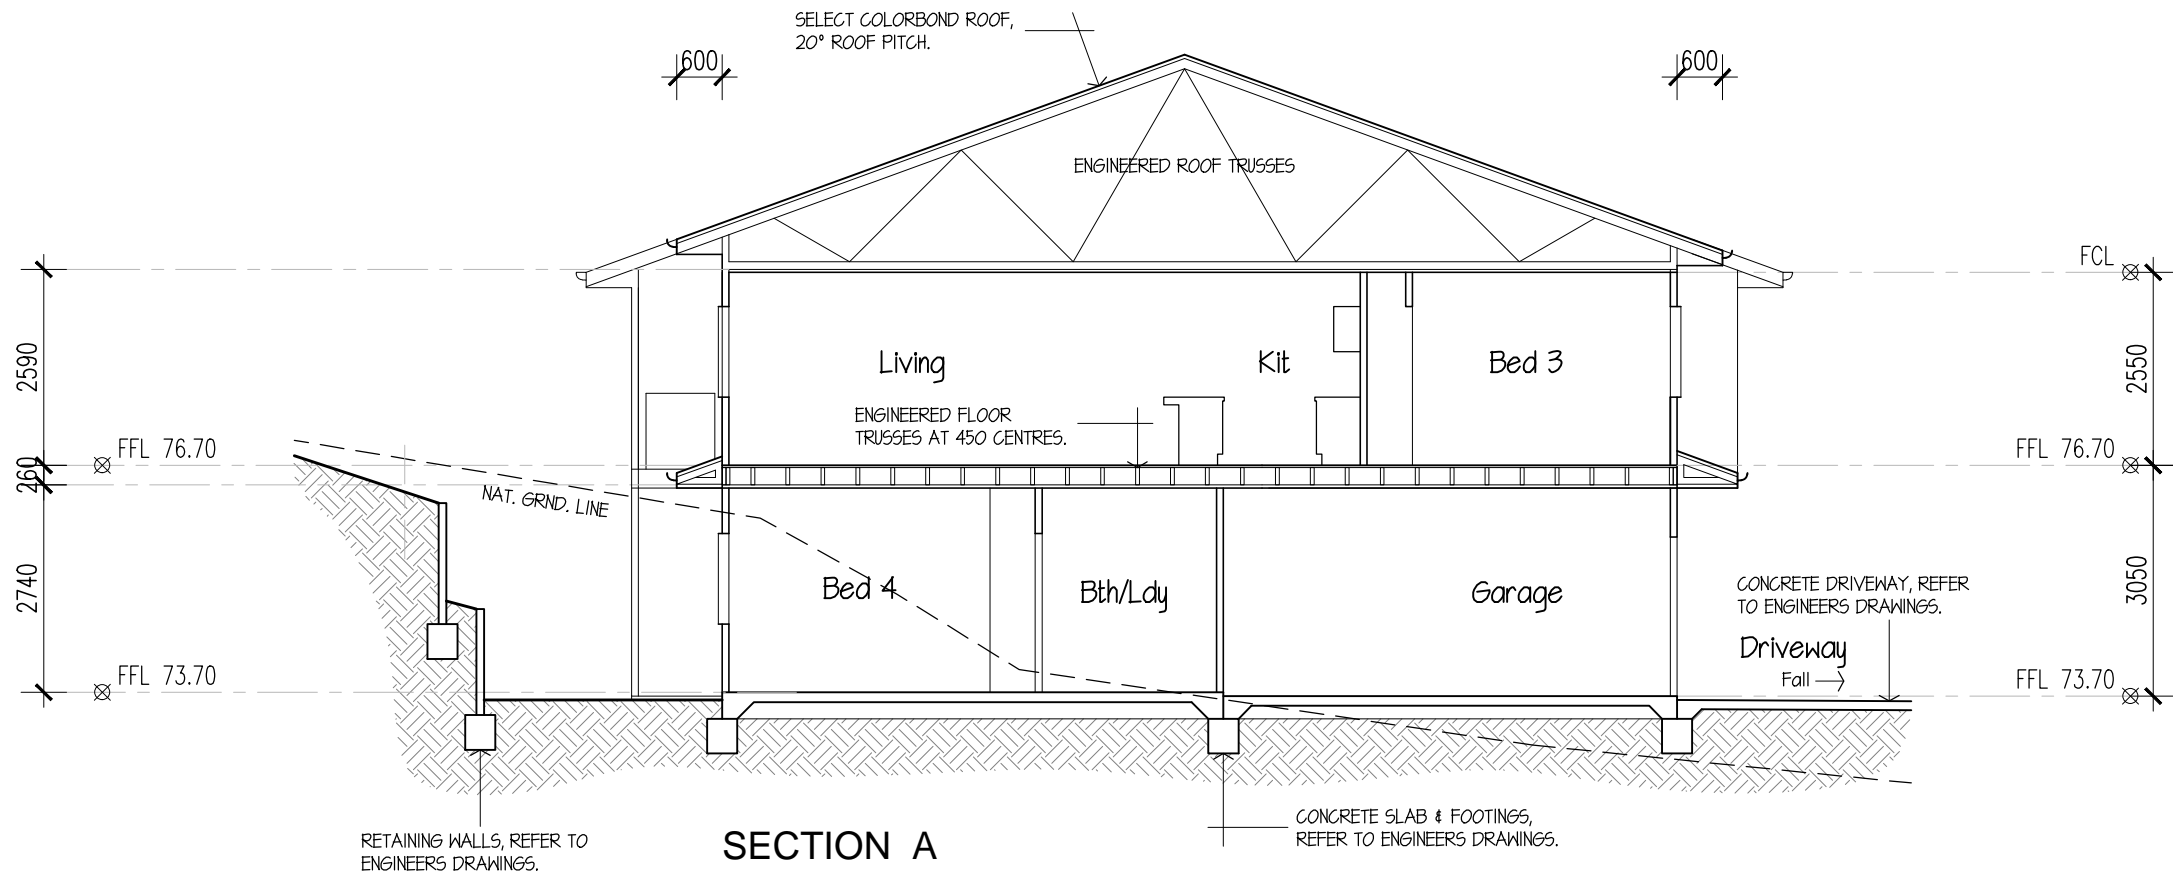 SELECT COLORBOND ROOF,
20° ROOF PITCH.
600
600
ENGINEERED ROOF TRUSSES
FCL
2590
Living
Kit
Bed 3
2550
ENGINEERED FLOOR
TRUSSES AT 450 CENTRES.
FFL 76.70
FFL 76.70
260
NAT. GRND. LINE
2740
Bed 4
Bth/Ldy
Garage
3050
CONCRETE DRIVEWAY, REFER
TO ENGINEERS DRAWINGS.
Driveway
Fall
FFL 73.70
FFL 73.70
RETAINING WALLS, REFER TO
ENGINEERS DRAWINGS.
SECTION A
CONCRETE SLAB & FOOTINGS,
REFER TO ENGINEERS DRAWINGS.